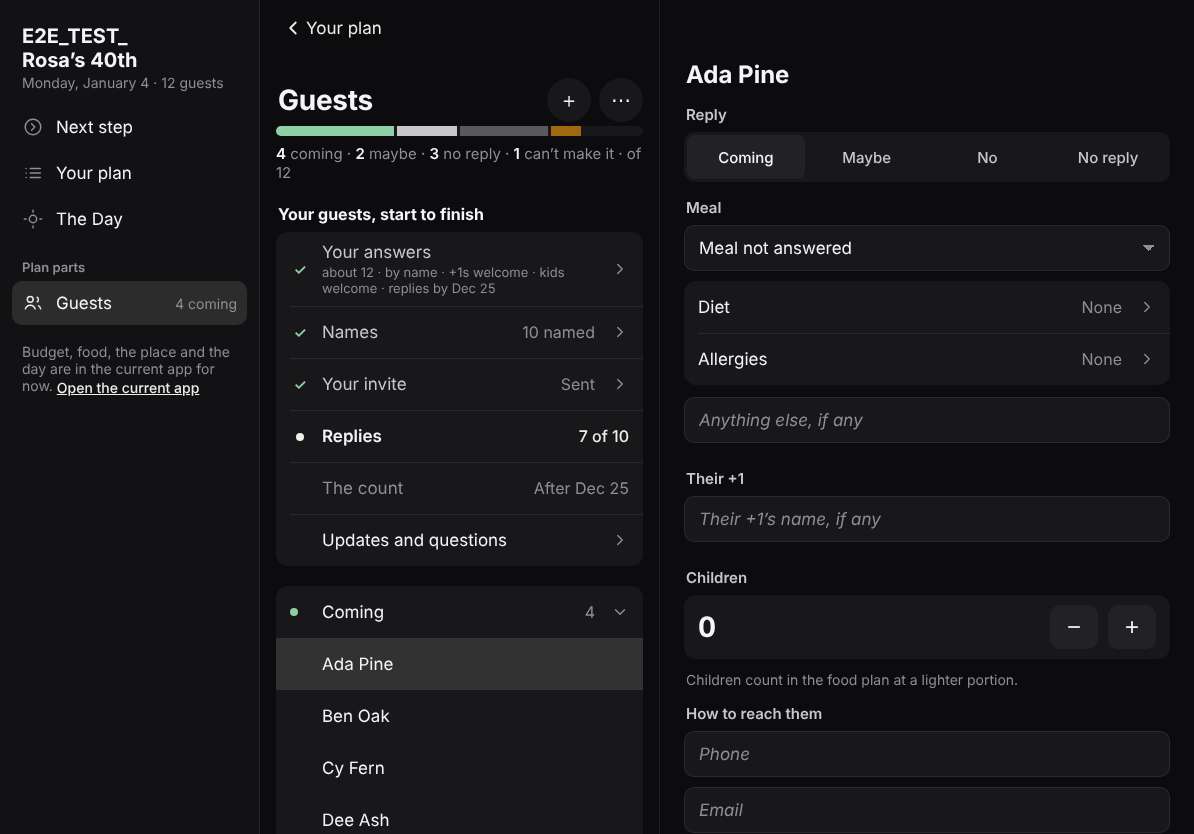 E2E_TEST_
Rosa’s 40th
Monday, January 4 · 12 guests
Next step
Your plan
The Day
Plan parts
Guests 4 coming
Budget, food, the place and the
day are in the current app for
now. Open the current app
Your plan
Guests
+ ···
4 coming · 2 maybe · 3 no reply · 1 can’t make it · of
12
Your guests, start to finish
Your answers
about 12 · by name · +1s welcome · kids
welcome · replies by Dec 25
Names 10 named
Your invite Sent
Replies 7 of 10
The count After Dec 25
Updates and questions
Coming 4
Ada Pine
Ben Oak
Cy Fern
Dee Ash
Ada Pine
Reply
Coming Maybe No No reply
Meal
Meal not answered
Diet None
Allergies None
Anything else, if any
Their +1
Their +1’s name, if any
Children
0 − +
Children count in the food plan at a lighter portion.
How to reach them
Phone
Email